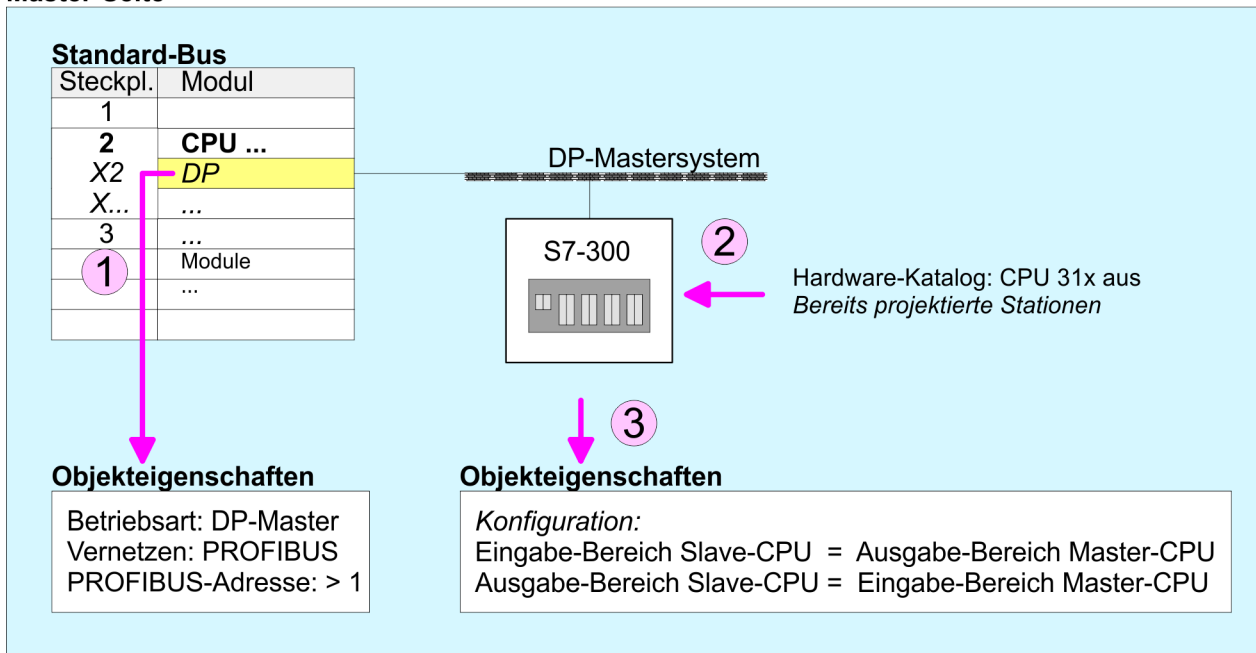 Master-Seite
Standard-Bus
Steckpl. Modul
1
2 CPU ...
X2 DP
X... ...
3 ...
Module
...
1
DP-Mastersystem
S7-300
2
Hardware-Katalog: CPU 31x aus
Bereits projektierte Stationen
3
Objekteigenschaften
Betriebsart: DP-Master
Vernetzen: PROFIBUS
PROFIBUS-Adresse: > 1
Objekteigenschaften
Konfiguration:
Eingabe-Bereich Slave-CPU = Ausgabe-Bereich Master-CPU
Ausgabe-Bereich Slave-CPU = Eingabe-Bereich Master-CPU